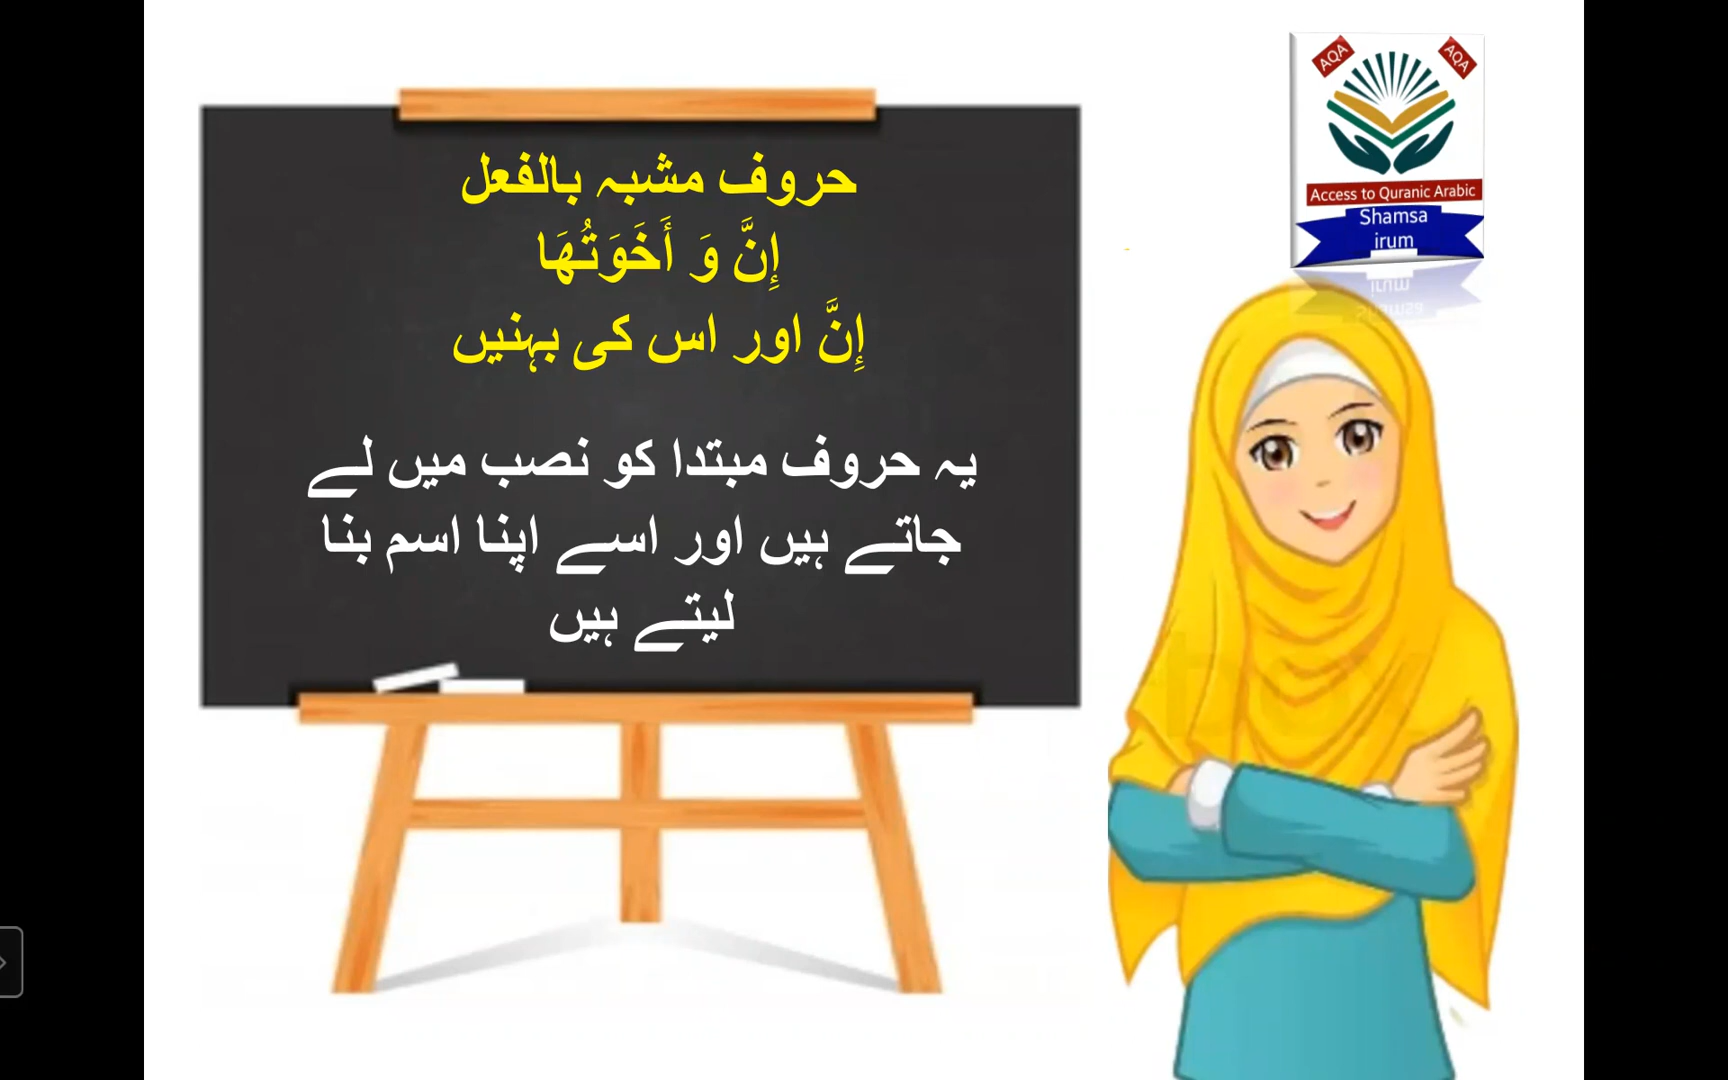 حروف مشبہ بالفعل
إِنَّ وَ أَخَوَتُهَا
إِنَّ اور اس کی بہنیں
یہ حروف مبتدا کو نصب میں لے
جاتے ہیں اور اسے اپنا اسم بنا
لیتے ہیں
AQA AQA
Access to Quranic Arabic
Shamsa
irum